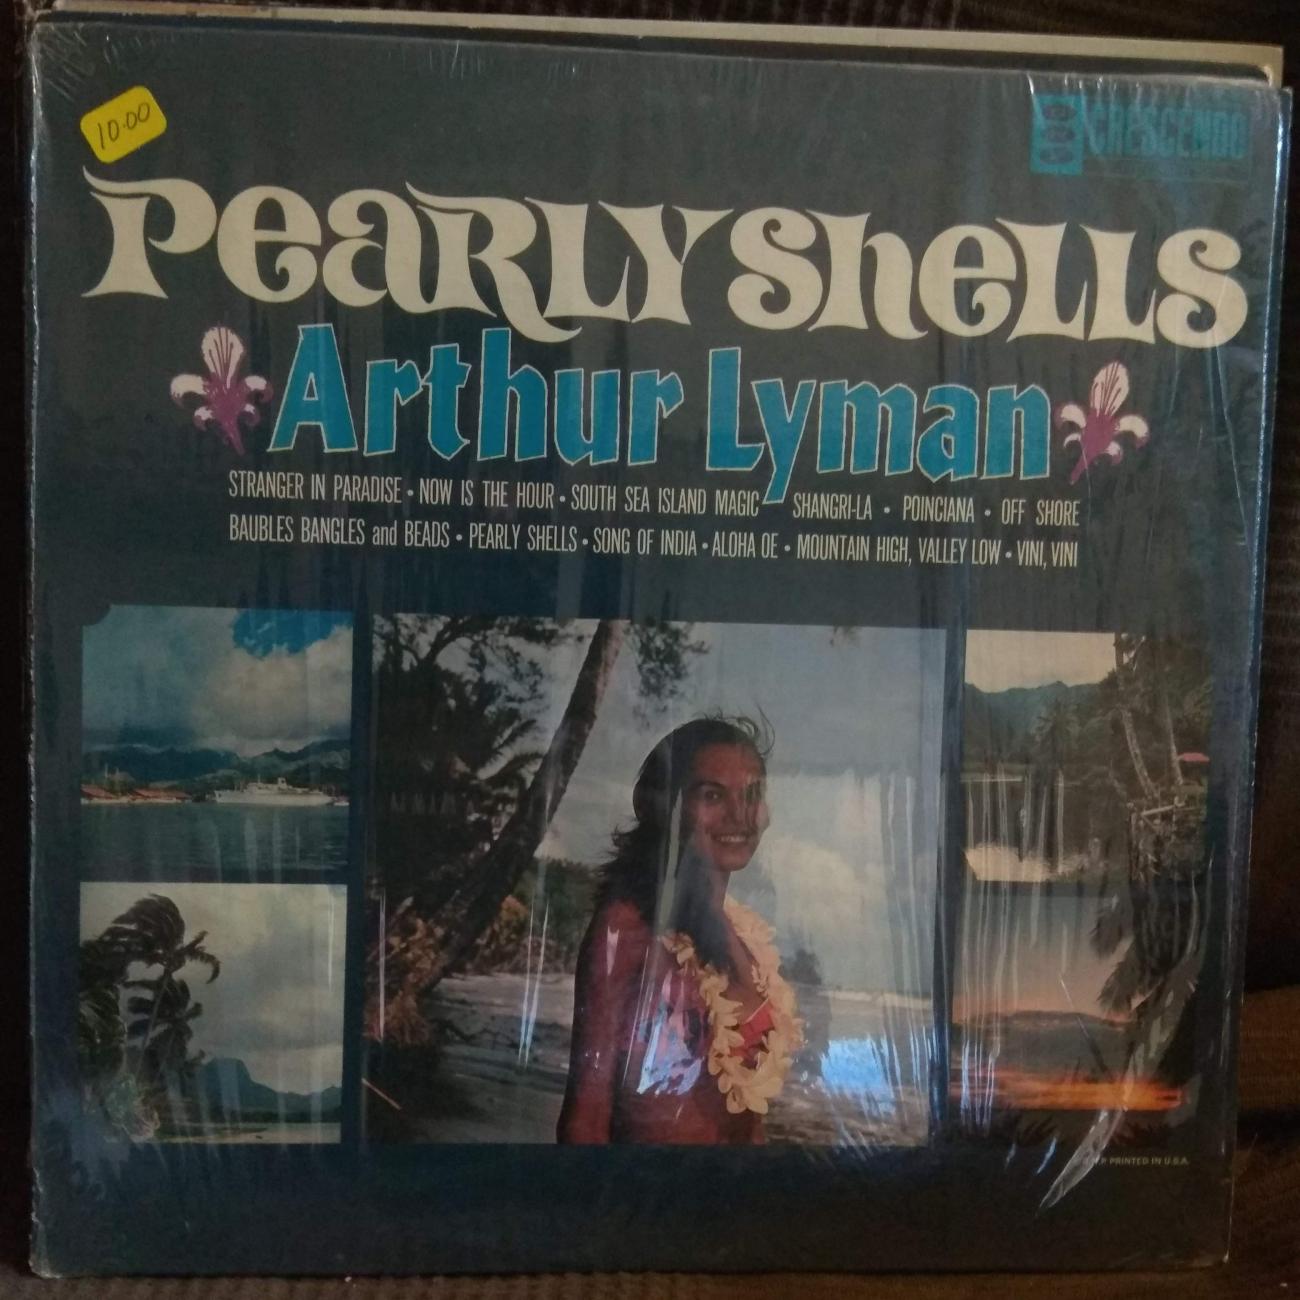 10.00
GNP CRESCENDO
PEARLY SHELLS
Arthur Lyman
STRANGER IN PARADISE • NOW IS THE HOUR • SOUTH SEA ISLAND MAGIC SHANGRI-LA • POINCIANA • OFF SHORE
BAUBLES BANGLES and BEADS • PEARLY SHELLS • SONG OF INDIA • ALOHA OE • MOUNTAIN HIGH, VALLEY LOW • VINI, VINI
PRINTED IN U.S.A.